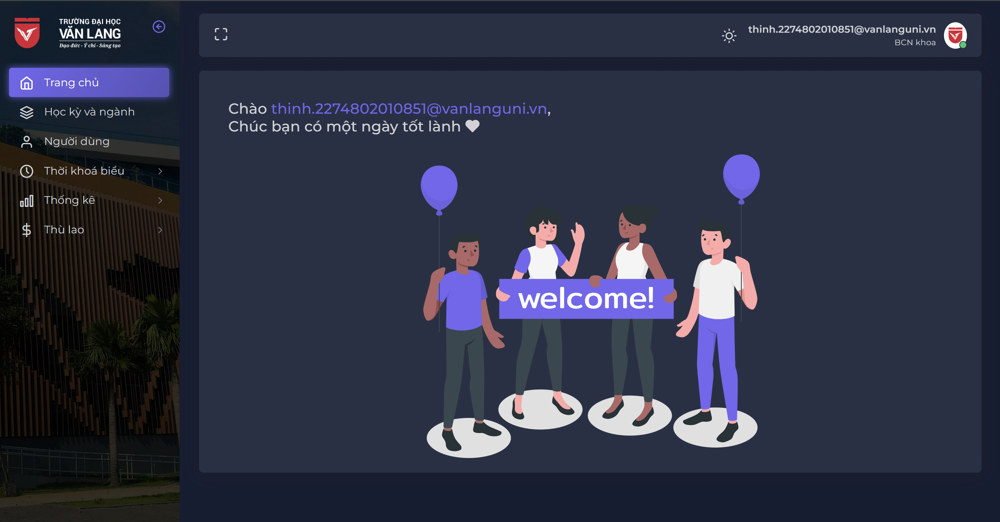 TRƯỜNG ĐẠI HỌC
VĂN LANG
Đạo đức - Ý chí - Sáng tạo
Trang chủ
Học kỳ và ngành
Người dùng
Thời khoá biểu
Thống kê
Thù lao
thinh.2274802010851@vanlanguni.vn
BCN khoa
Chào thinh.2274802010851@vanlanguni.vn,
Chúc bạn có một ngày tốt lành
welcome!